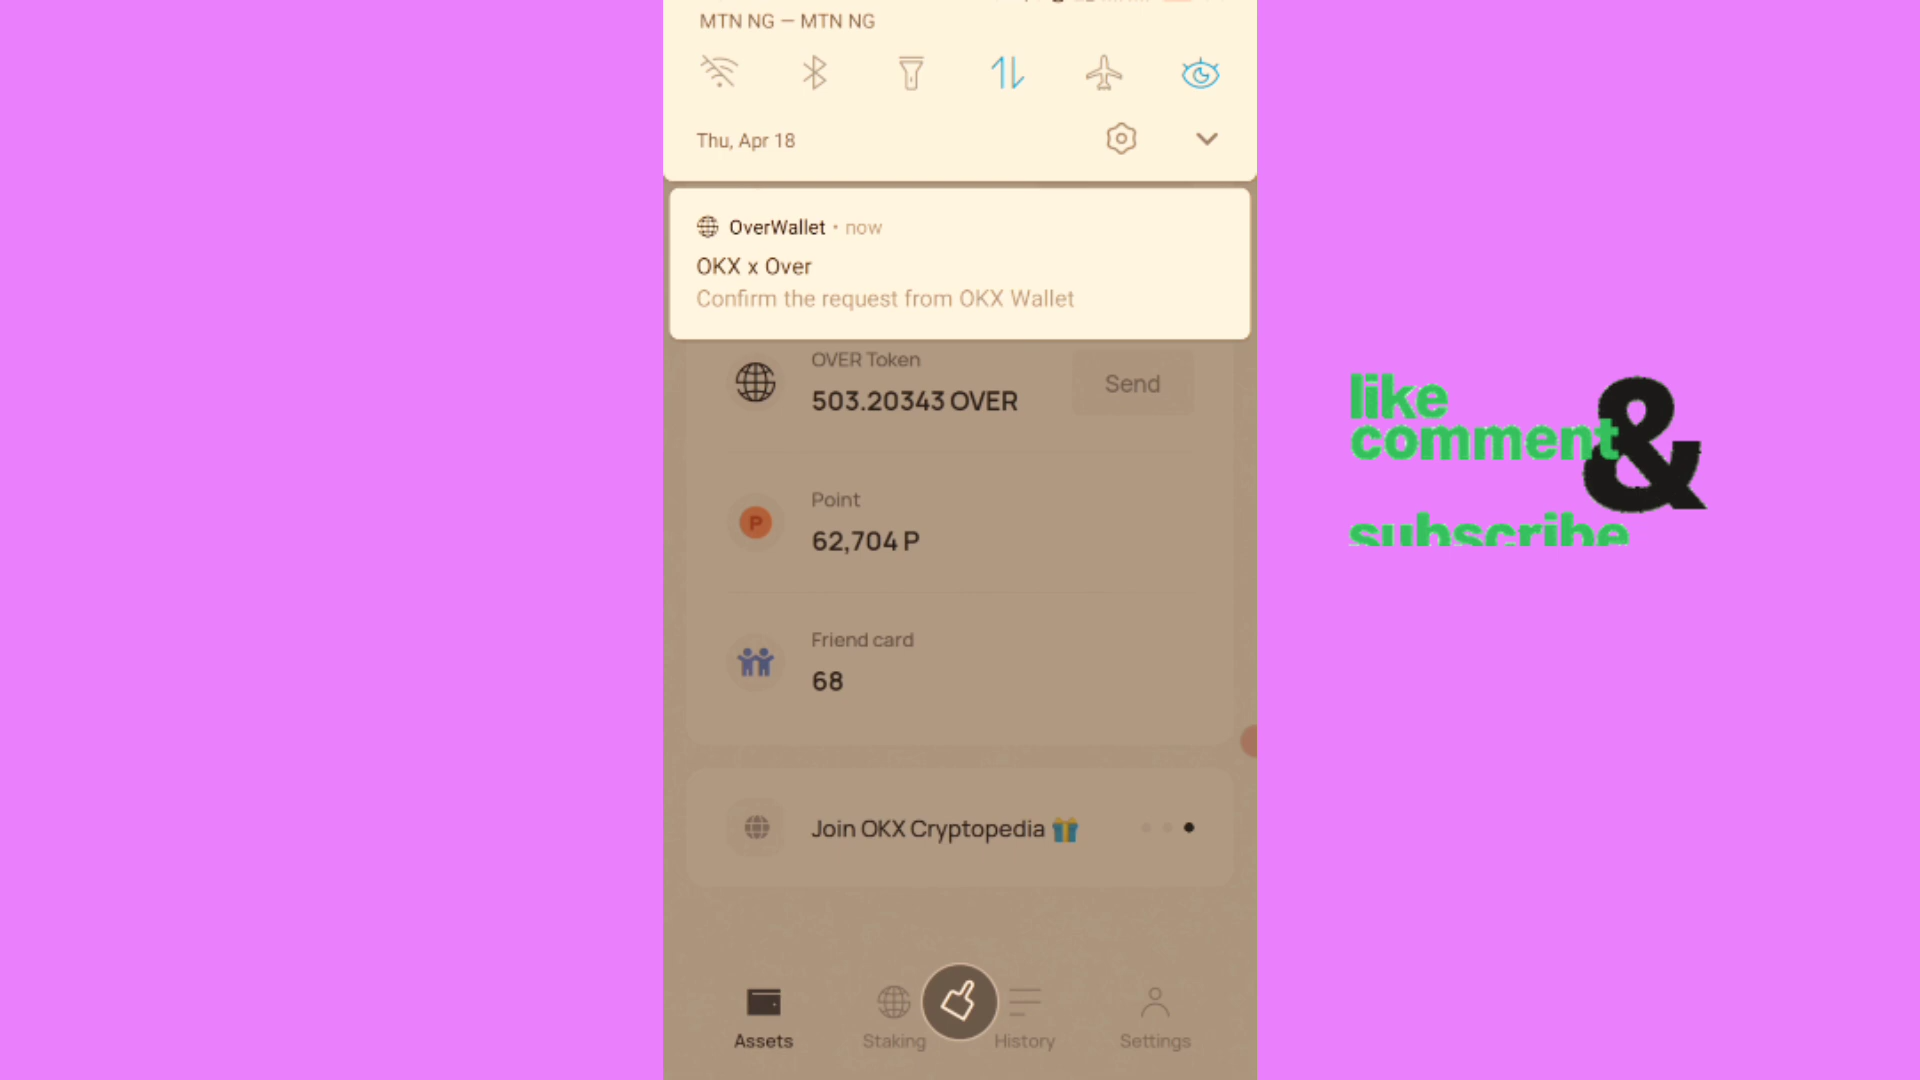 MTN NG — MTN NG
Thu, Apr 18
OverWallet • now
OKX x Over
Confirm the request from OKX Wallet
OVER Token
503.20343 OVER
Send
Point
P
62,704 P
Friend card
68
Join OKX Cryptopedia
Assets
Staking
History
Settings
like
comment
&
subscribe